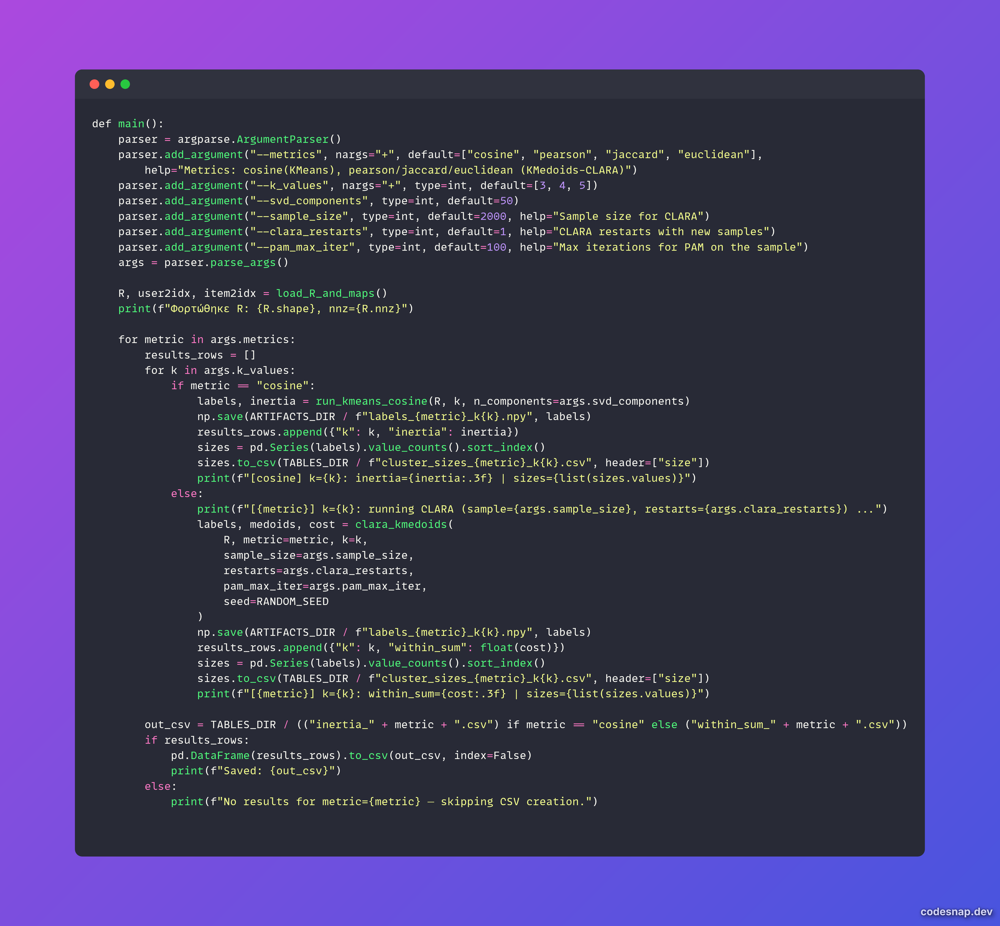 def main():
    parser = argparse.ArgumentParser()
    parser.add_argument("--metrics", nargs="+", default=["cosine", "pearson", "jaccard", "euclidean"],
        help="Metrics: cosine(KMeans), pearson/jaccard/euclidean (KMedoids-CLARA)")
    parser.add_argument("--k_values", nargs="+", type=int, default=[3, 4, 5])
    parser.add_argument("--svd_components", type=int, default=50)
    parser.add_argument("--sample_size", type=int, default=2000, help="Sample size for CLARA")
    parser.add_argument("--clara_restarts", type=int, default=1, help="CLARA restarts with new samples")
    parser.add_argument("--pam_max_iter", type=int, default=100, help="Max iterations for PAM on the sample")
    args = parser.parse_args()

    R, user2idx, item2idx = load_R_and_maps()
    print(f"Φορτώθηκε R: {R.shape}, nnz={R.nnz}")

    for metric in args.metrics:
        results_rows = []
        for k in args.k_values:
            if metric == "cosine":
                labels, inertia = run_kmeans_cosine(R, k, n_components=args.svd_components)
                np.save(ARTIFACTS_DIR / f"labels_{metric}_k{k}.npy", labels)
                results_rows.append({"k": k, "inertia": inertia})
                sizes = pd.Series(labels).value_counts().sort_index()
                sizes.to_csv(TABLES_DIR / f"cluster_sizes_{metric}_k{k}.csv", header=["size"])
                print(f"[cosine] k={k}: inertia={inertia:.3f} | sizes={list(sizes.values)}")
            else:
                print(f"[{metric}] k={k}: running CLARA (sample={args.sample_size}, restarts={args.clara_restarts}) ...")
                labels, medoids, cost = clara_kmedoids(
                    R, metric=metric, k=k,
                    sample_size=args.sample_size,
                    restarts=args.clara_restarts,
                    pam_max_iter=args.pam_max_iter,
                    seed=RANDOM_SEED
                )
                np.save(ARTIFACTS_DIR / f"labels_{metric}_k{k}.npy", labels)
                results_rows.append({"k": k, "within_sum": float(cost)})
                sizes = pd.Series(labels).value_counts().sort_index()
                sizes.to_csv(TABLES_DIR / f"cluster_sizes_{metric}_k{k}.csv", header=["size"])
                print(f"[{metric}] k={k}: within_sum={cost:.3f} | sizes={list(sizes.values)}")

        out_csv = TABLES_DIR / (("inertia_" + metric + ".csv") if metric == "cosine" else ("within_sum_" + metric + ".csv"))
        if results_rows:
            pd.DataFrame(results_rows).to_csv(out_csv, index=False)
            print(f"Saved: {out_csv}")
        else:
            print(f"No results for metric={metric} — skipping CSV creation.")
codesnap.dev